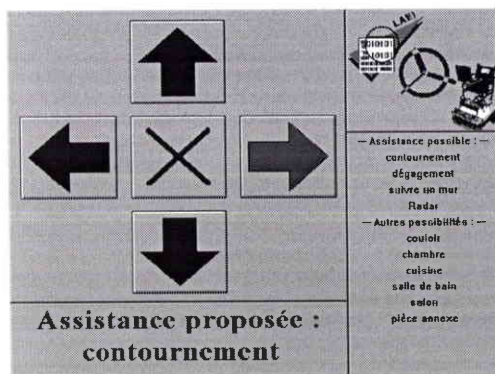 LARI
— Assistance possible : —
contournement
dégagement
suivre un mur
Radar
— Autres possibilités : —
couloir
chambre
cuisine
salle de bain
salon
pièce annexe
Assistance proposée :
contournement